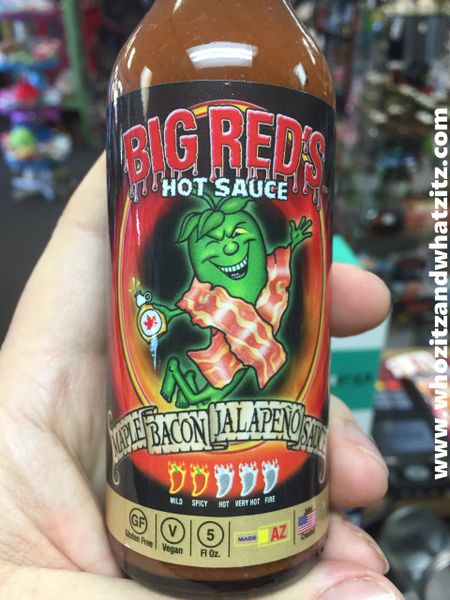 BIG RED'S
HOT SAUCE
MAPLE BACON JALAPEÑO SAUCE
MILD SPICY HOT VERY HOT FIRE
GF
Gluten Free
V
Vegan
5
Fl Oz.
MADE
AZ
www.whozitzandwhatzitz.com